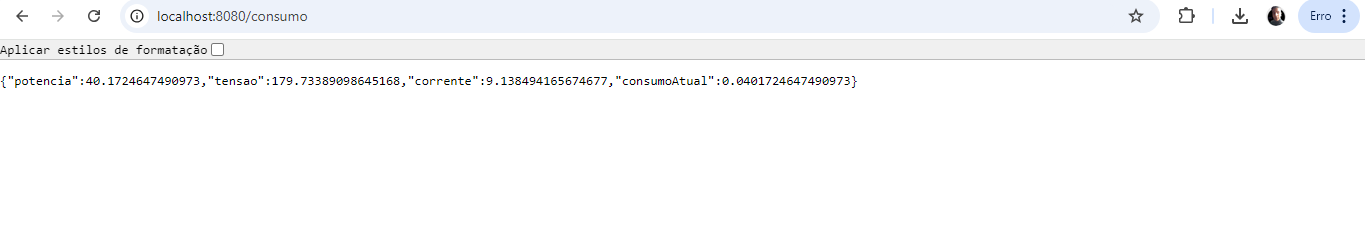 localhost:8080/consumo
Erro
Aplicar estilos de formatação
{"potencia":40.1724647490973,"tensao":179.73389098645168,"corrente":9.138494165674677,"consumoAtual":0.0401724647490973}